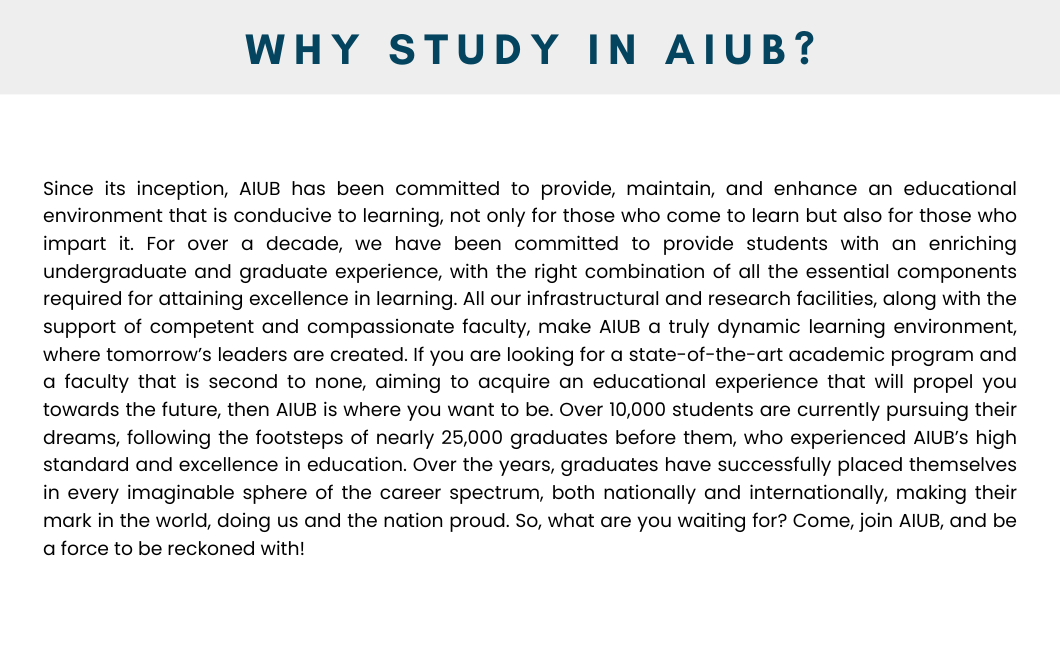 WHY STUDY IN AIUB?
Since its inception, AIUB has been committed to provide, maintain, and enhance an educational
environment that is conducive to learning, not only for those who come to learn but also for those who
impart it. For over a decade, we have been committed to provide students with an enriching
undergraduate and graduate experience, with the right combination of all the essential components
required for attaining excellence in learning. All our infrastructural and research facilities, along with the
support of competent and compassionate faculty, make AIUB a truly dynamic learning environment,
where tomorrow’s leaders are created. If you are looking for a state-of-the-art academic program and
a faculty that is second to none, aiming to acquire an educational experience that will propel you
towards the future, then AIUB is where you want to be. Over 10,000 students are currently pursuing their
dreams, following the footsteps of nearly 25,000 graduates before them, who experienced AIUB’s high
standard and excellence in education. Over the years, graduates have successfully placed themselves
in every imaginable sphere of the career spectrum, both nationally and internationally, making their
mark in the world, doing us and the nation proud. So, what are you waiting for? Come, join AIUB, and be
a force to be reckoned with!